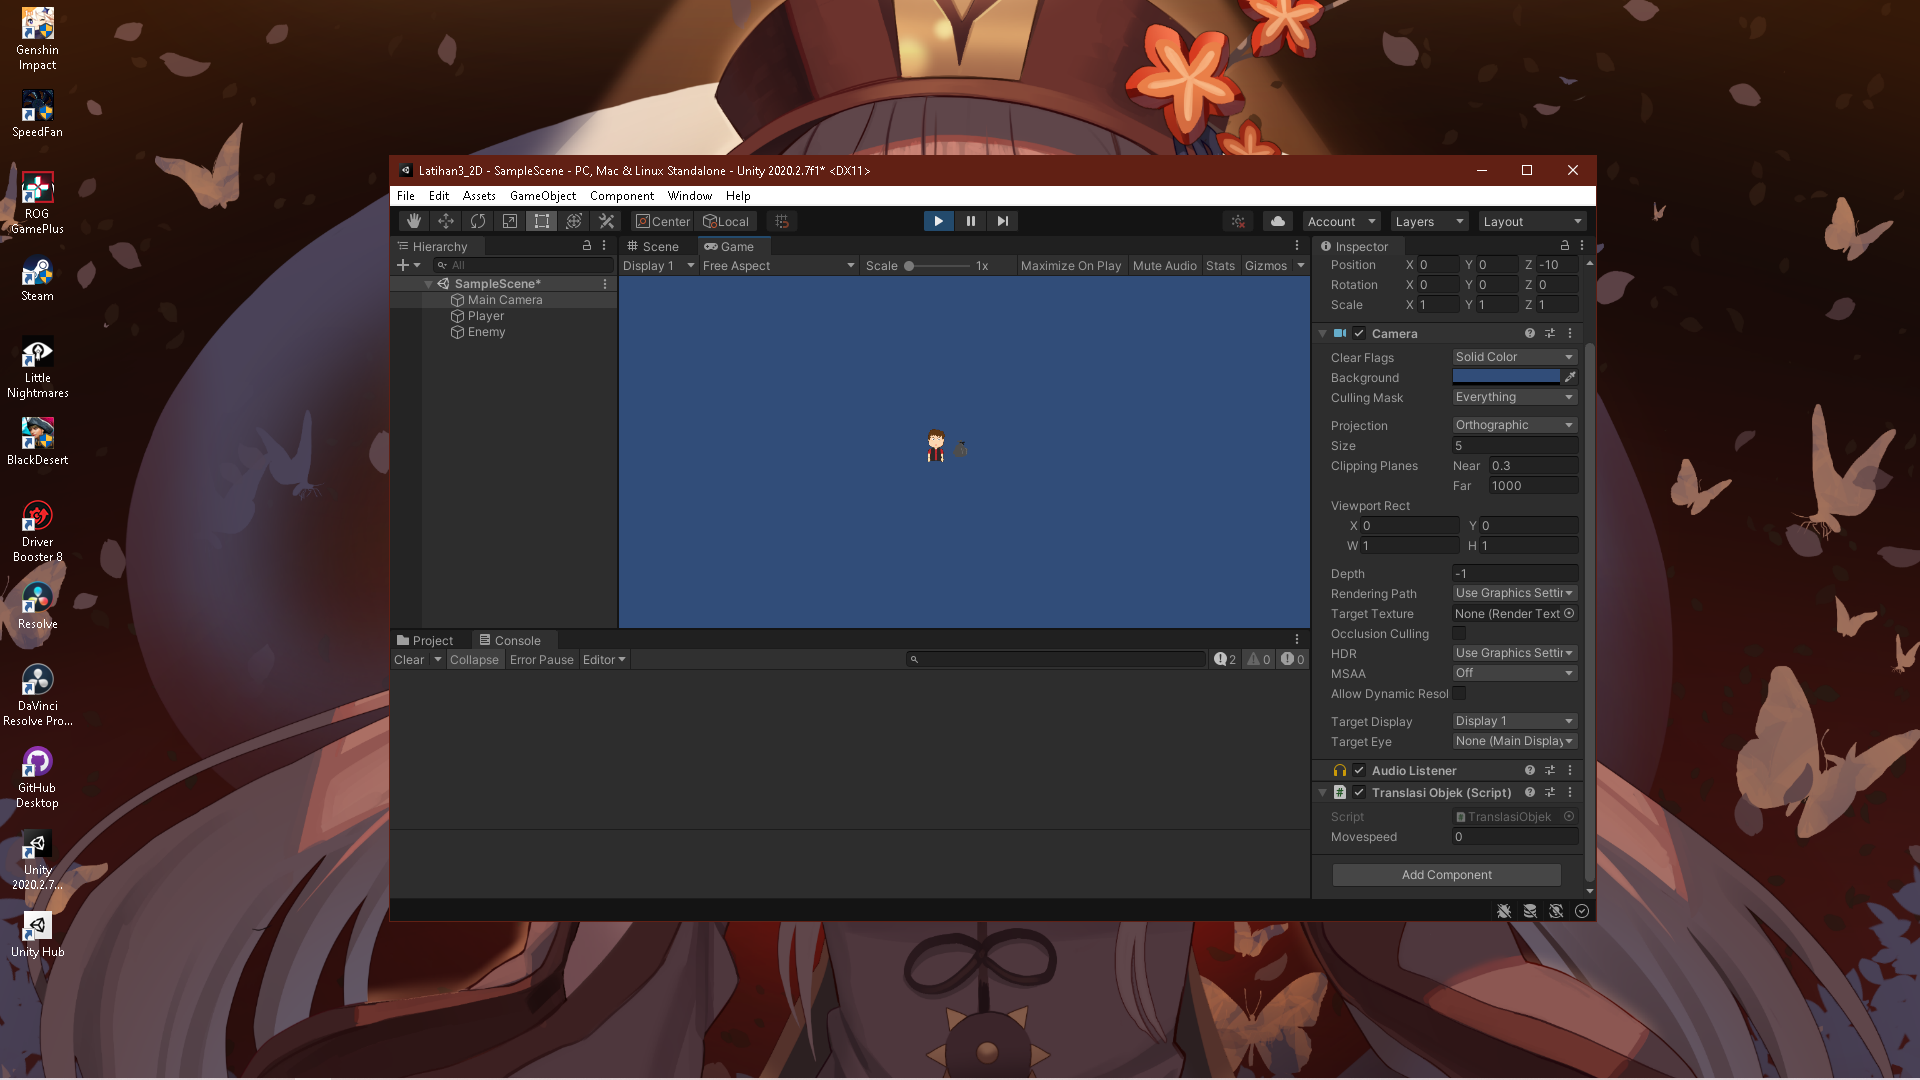 Genshin
Impact
SpeedFan
ROG
GamePlus
Steam
Little
Nightmares
BlackDesert
Driver
Booster 8
Resolve
DaVinci
Resolve Pro...
GitHub
Desktop
Unity
2020.2.7...
Unity Hub
Latihan3_2D - SampleScene - PC, Mac & Linux Standalone - Unity 2020.2.7f1* <DX11>
File Edit Assets GameObject Component Window Help
Center Local Account Layers Layout
Hierarchy
All
SampleScene*
Main Camera
Player
Enemy
Scene Game
Display 1 Free Aspect Scale 1x Maximize On Play Mute Audio Stats Gizmos
Project Console
Clear Collapse Error Pause Editor 2 0 0
Inspector
Position X 0 Y 0 Z -10
Rotation X 0 Y 0 Z 0
Scale X 1 Y 1 Z 1
Camera
Clear Flags Solid Color
Background
Culling Mask Everything
Projection Orthographic
Size 5
Clipping Planes Near 0.3
Far 1000
Viewport Rect
X 0 Y 0
W 1 H 1
Depth -1
Rendering Path Use Graphics Settir
Target Texture None (Render Text
Occlusion Culling
HDR Use Graphics Settir
MSAA Off
Allow Dynamic Resol
Target Display Display 1
Target Eye None (Main Display
Audio Listener
# Translasi Objek (Script)
Script TranslasiObjek
Movespeed 0
Add Component